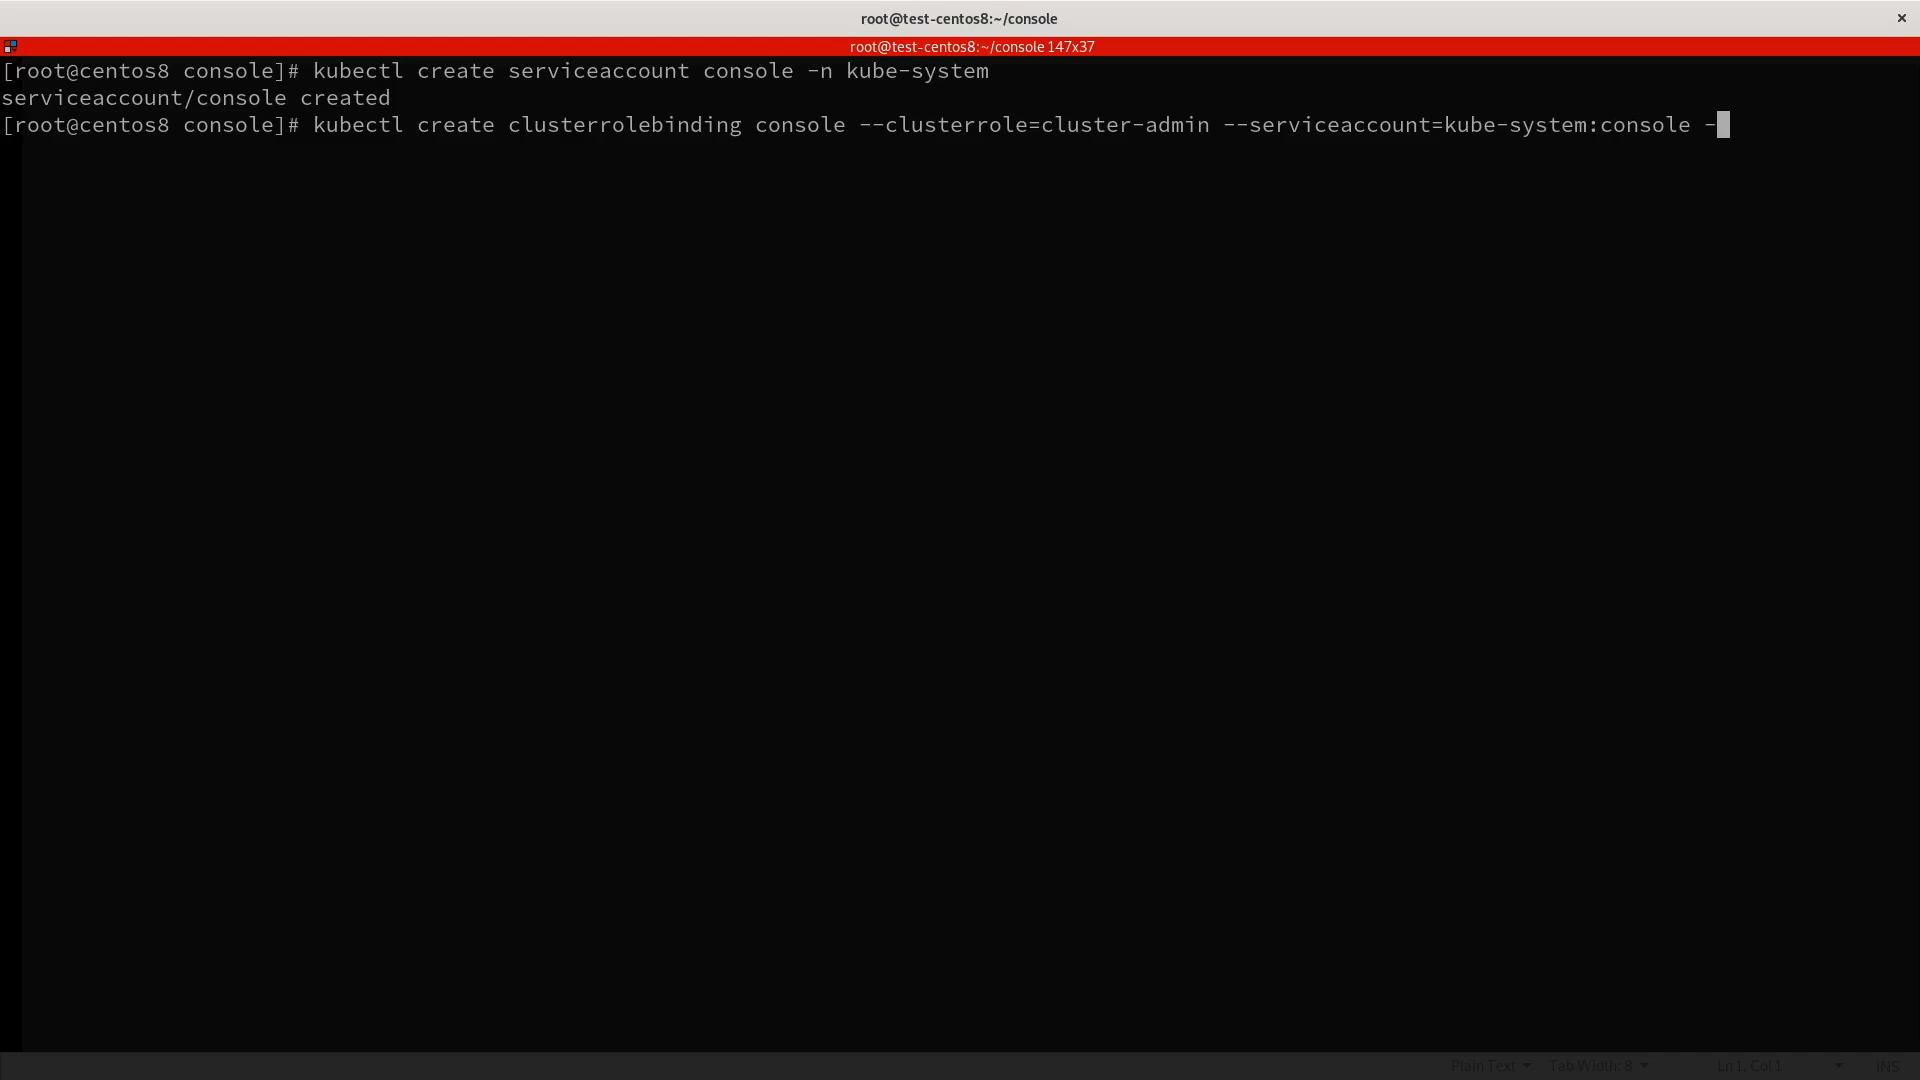 root@test-centos8:~/console
root@test-centos8:~/console 147x37
[root@centos8 console]# kubectl create serviceaccount console -n kube-system
serviceaccount/console created
[root@centos8 console]# kubectl create clusterrolebinding console --clusterrole=cluster-admin --serviceaccount=kube-system:console -
Plain Text Tab Width: 8 Ln 1, Col 1 INS